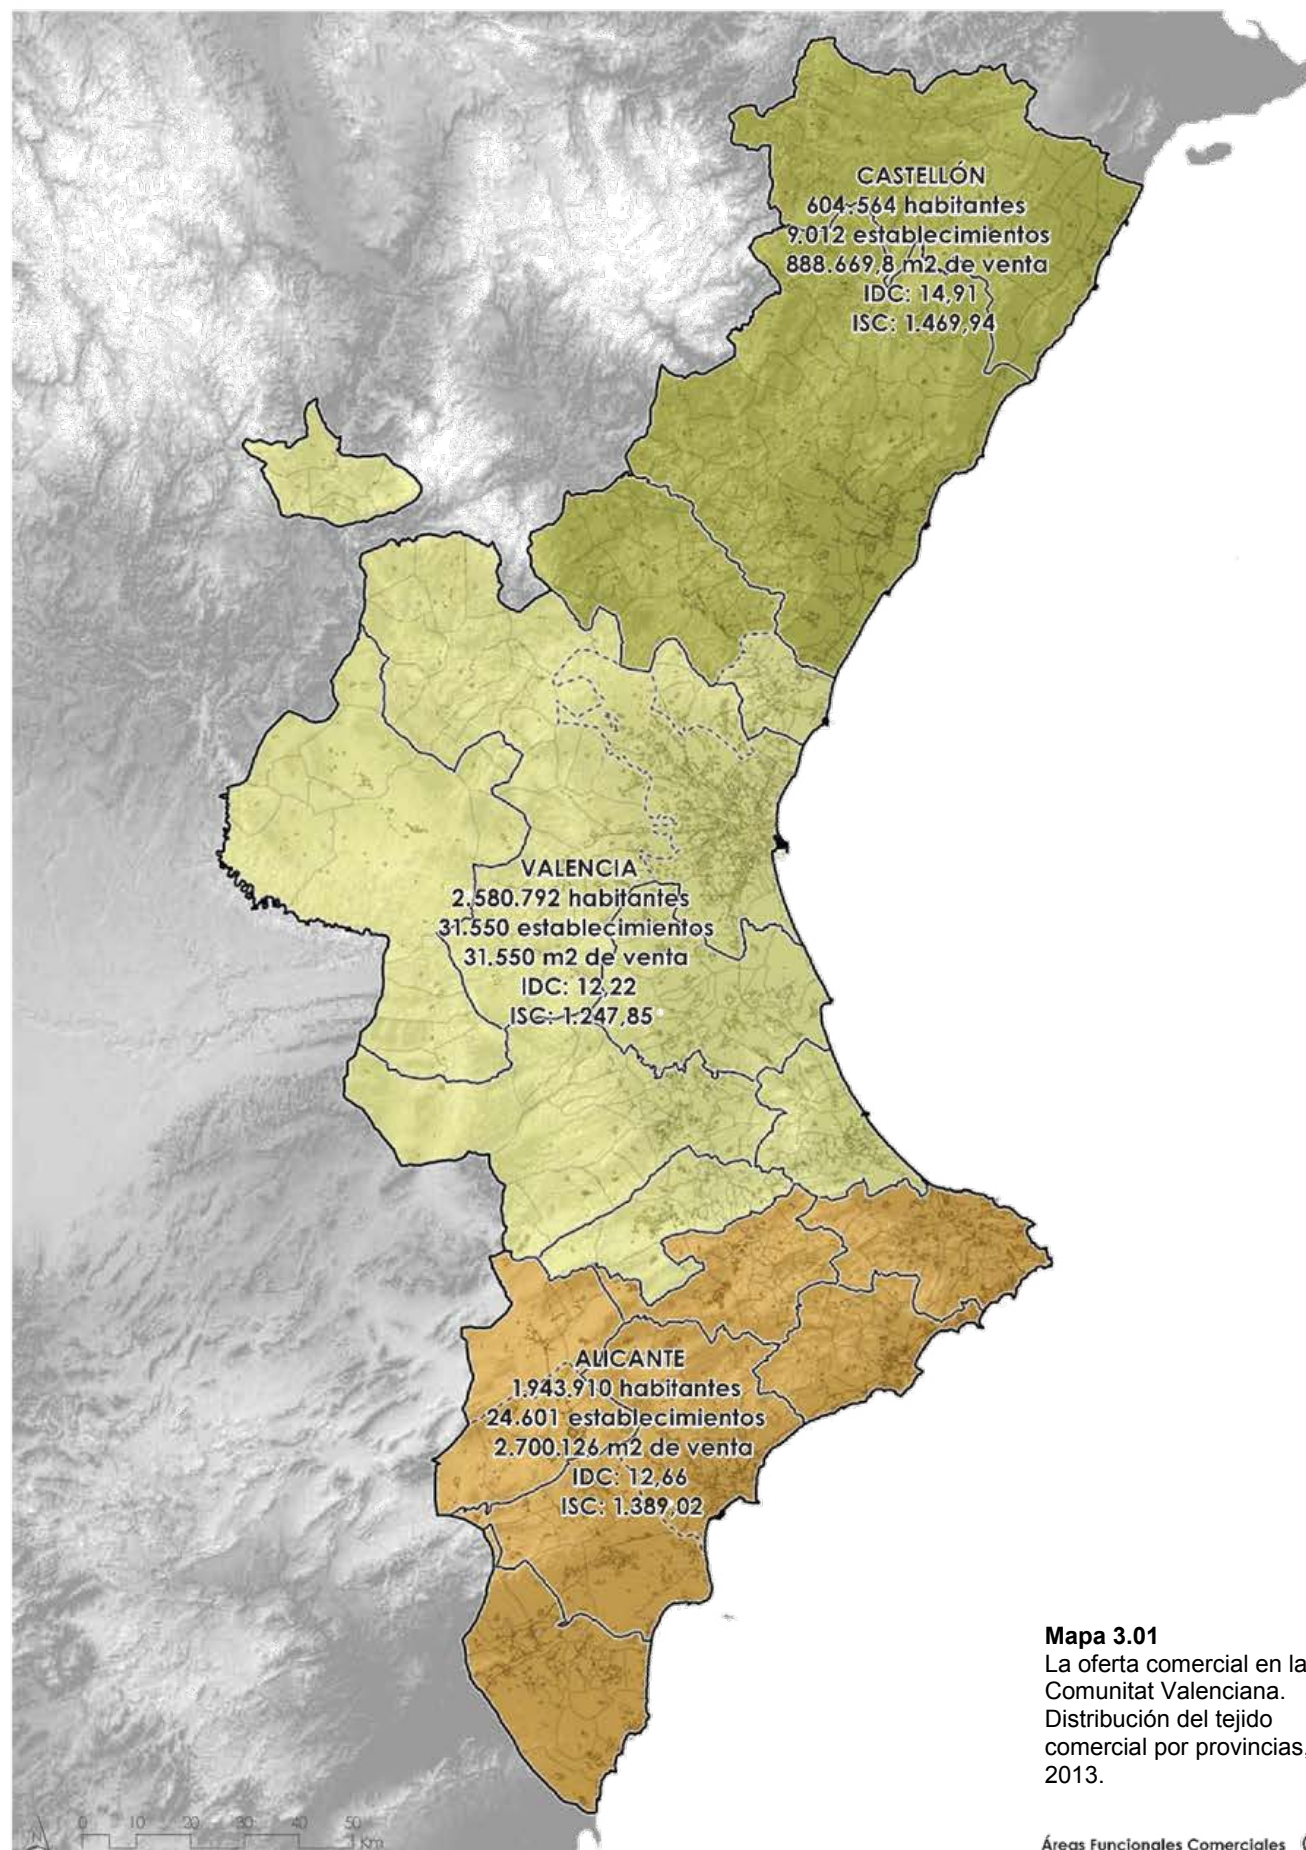 CASTELLÓN
604.564 habitantes
9.012 establecimientos
888.669,8 m2 de venta
IDC: 14,91
ISC: 1.469,94
VALENCIA
2.580.792 habitantes
31.550 establecimientos
31.550 m2 de venta
IDC: 12,22
ISC: 1.247,85
ALICANTE
1.943.910 habitantes
24.601 establecimientos
2.700.126 m2 de venta
IDC: 12,66
ISC: 1.389,02
Mapa 3.01
La oferta comercial en la
Comunitat Valenciana.
Distribución del tejido
comercial por provincias,
2013.
N
0 10 20 30 40 50
Km
Áreas Funcionales Comerciales